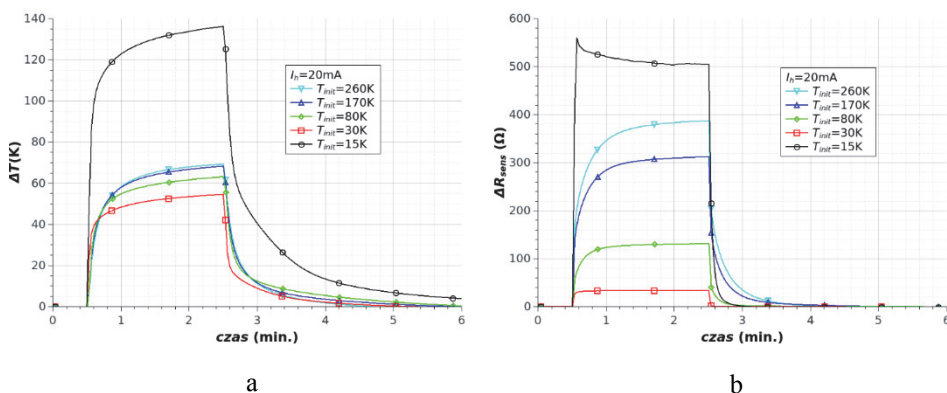 ΔT(K)
140
120
100
80
60
40
20
0
0 1 2 3 4 5 6
czas (min.)
I_h=20mA
T_init=260K
T_init=170K
T_init=80K
T_init=30K
T_init=15K
a
ΔR_sens (Ω)
600
500
400
300
200
100
0
0 1 2 3 4 5 6
czas (min.)
I_h=20mA
T_init=260K
T_init=170K
T_init=80K
T_init=30K
T_init=15K
b